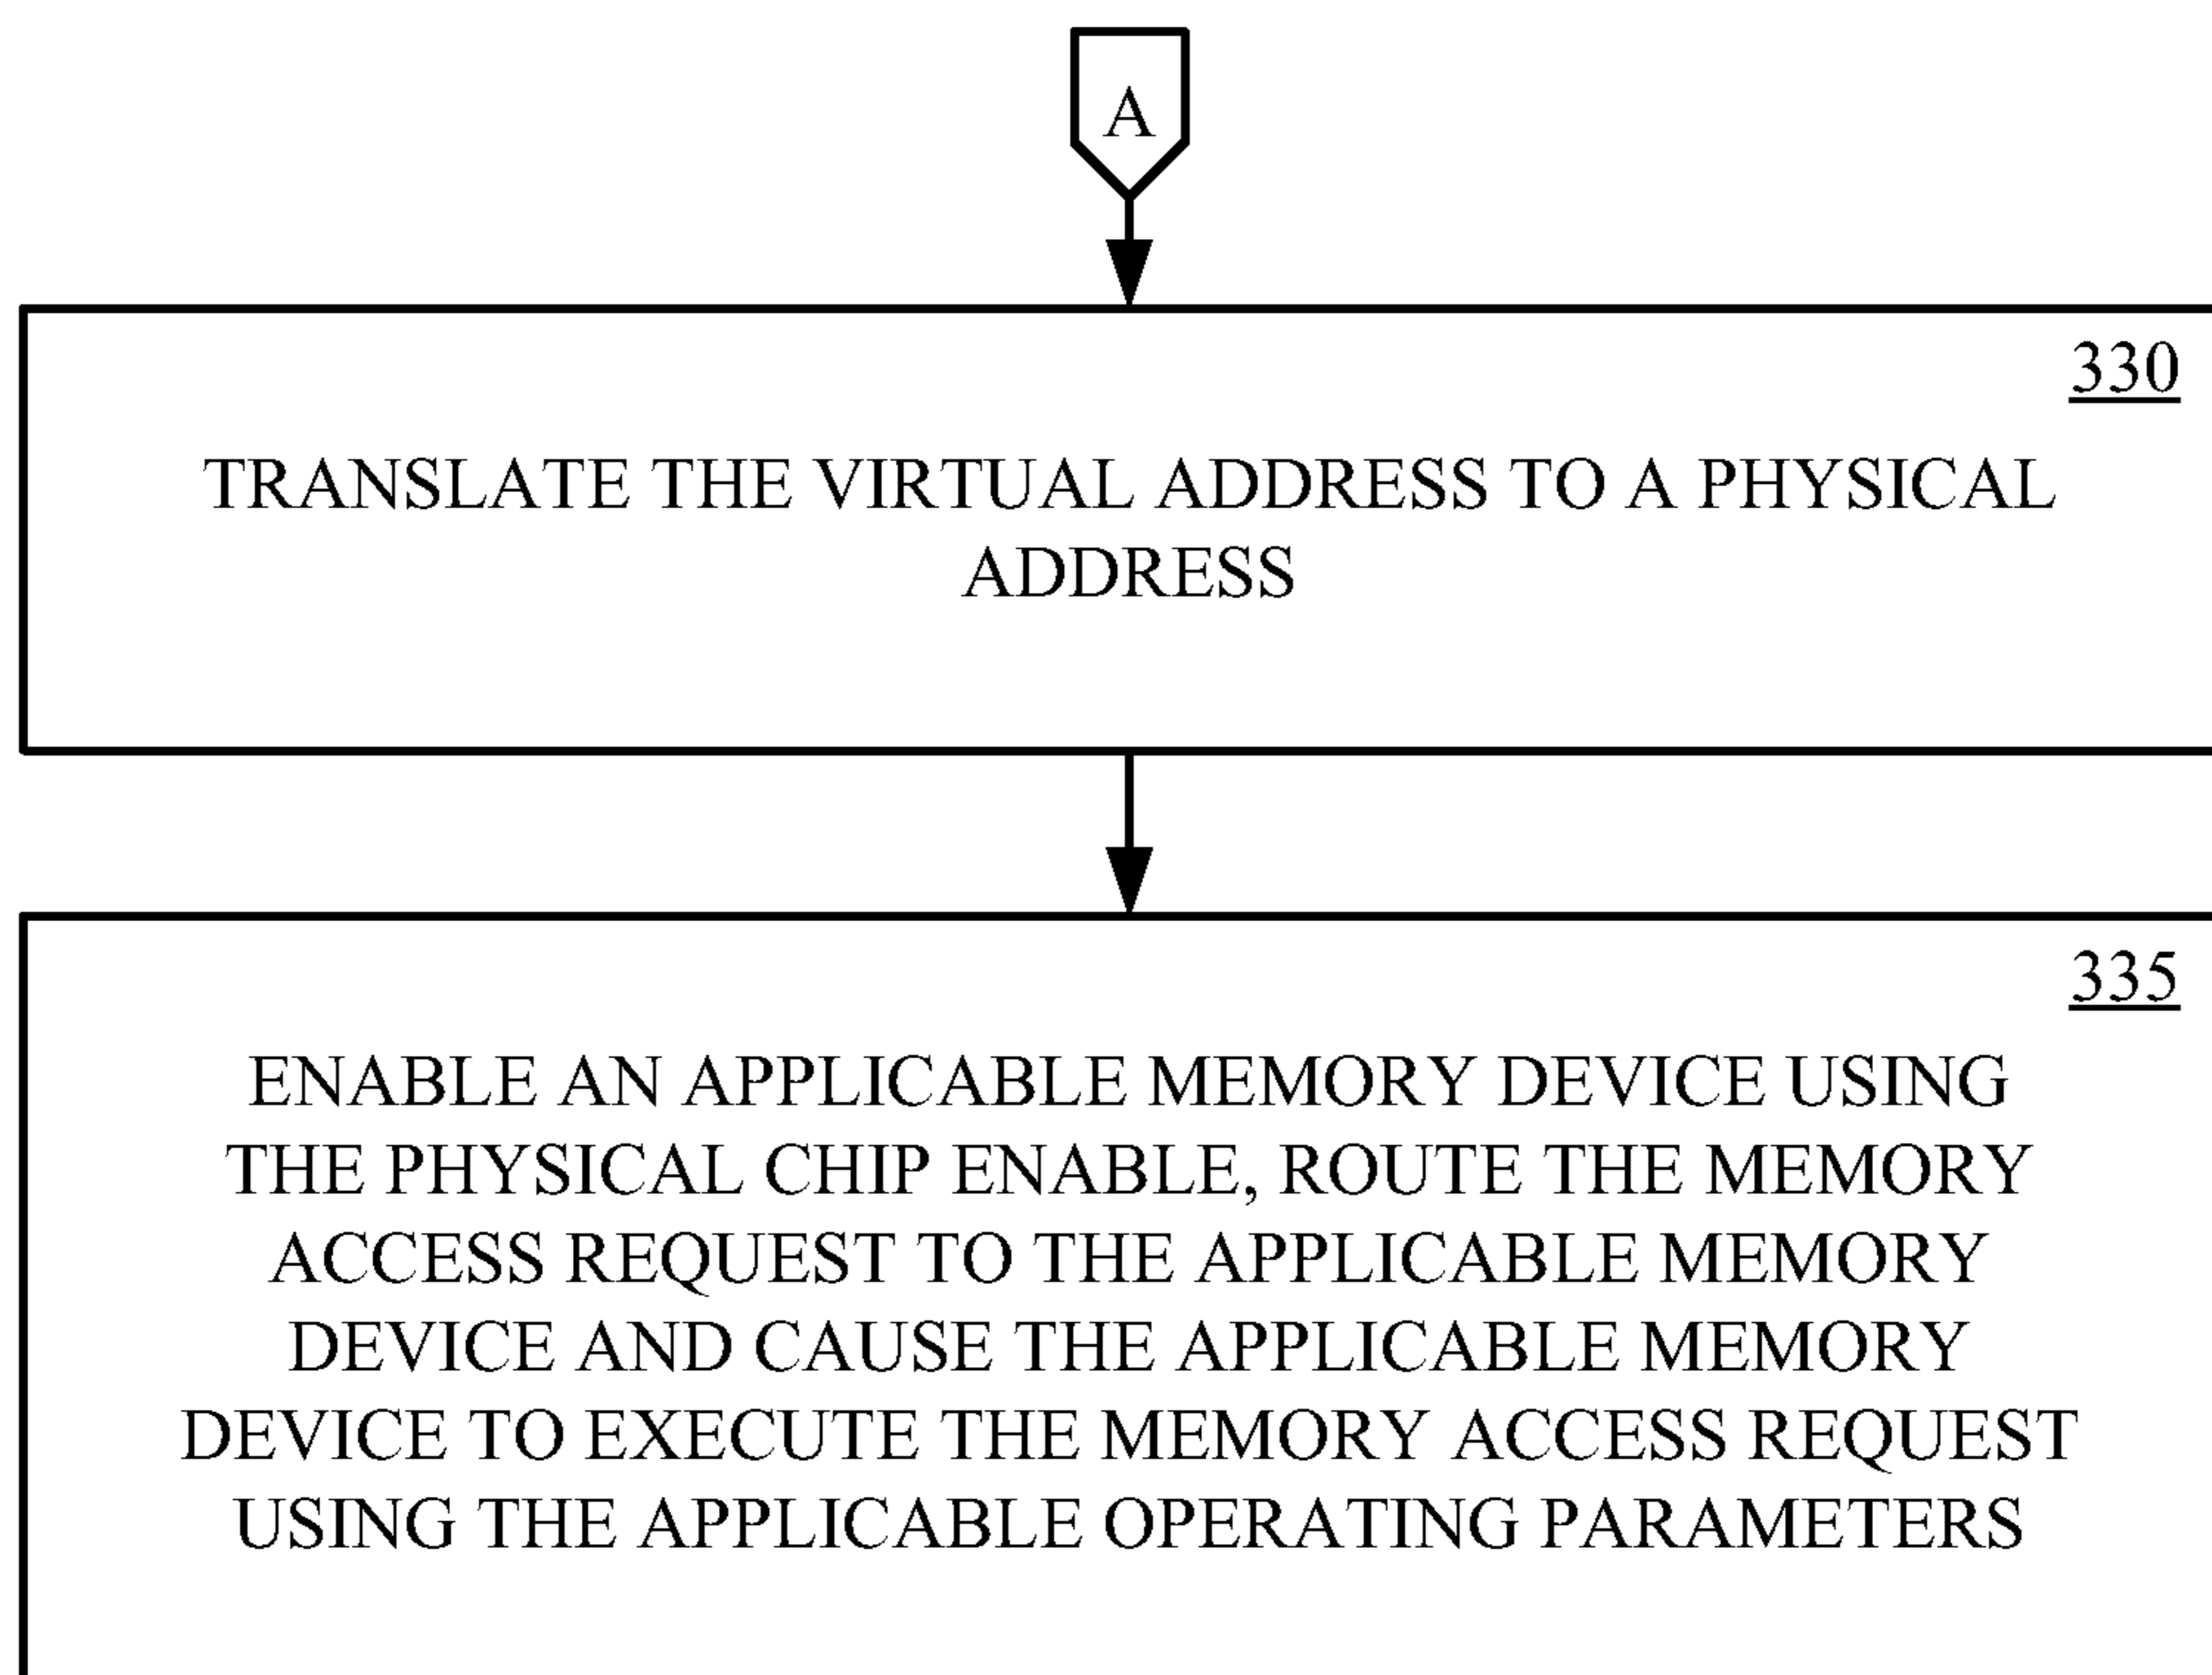 A
330
TRANSLATE THE VIRTUAL ADDRESS TO A PHYSICAL
ADDRESS
335
ENABLE AN APPLICABLE MEMORY DEVICE USING
THE PHYSICAL CHIP ENABLE, ROUTE THE MEMORY
ACCESS REQUEST TO THE APPLICABLE MEMORY
DEVICE AND CAUSE THE APPLICABLE MEMORY
DEVICE TO EXECUTE THE MEMORY ACCESS REQUEST
USING THE APPLICABLE OPERATING PARAMETERS